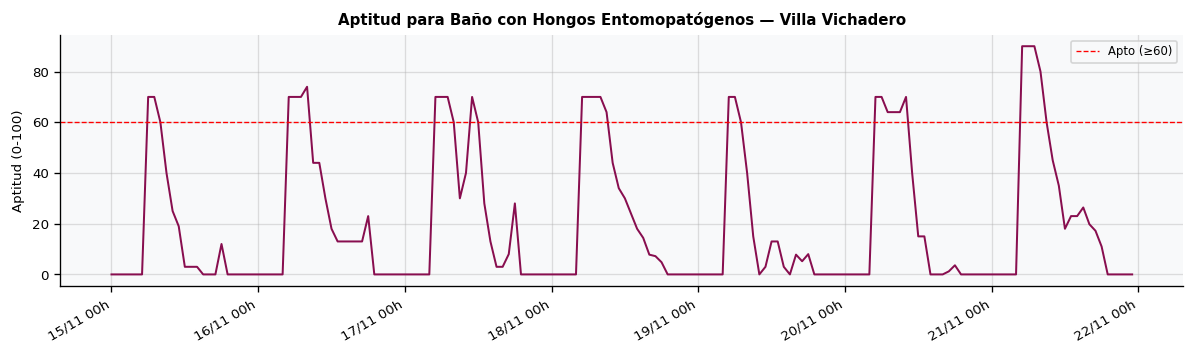 Aptitud para Baño con Hongos Entomopatógenos — Villa Vichadero
Apto (≥60)
Aptitud (0-100)
80
60
40
20
0
15/11 00h
16/11 00h
17/11 00h
18/11 00h
19/11 00h
20/11 00h
21/11 00h
22/11 00h